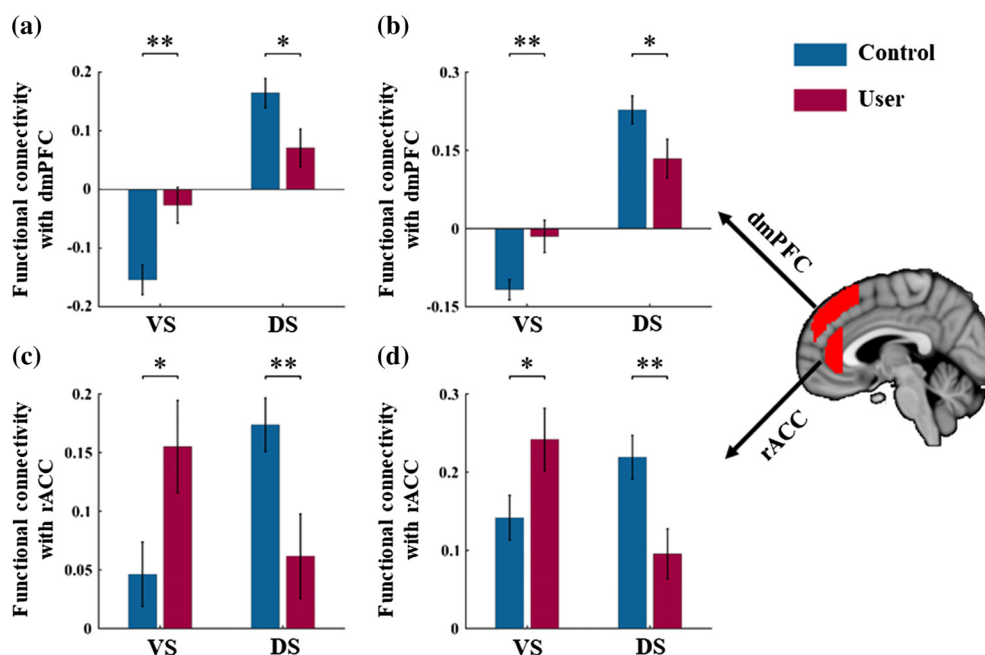 (a)
** *
Functional connectivity
with dmPFC
0.2
0.1
0
-0.1
-0.2
VS DS
(b)
** *
Functional connectivity
with dmPFC
0.3
0.15
0
-0.15
VS DS
Control
User
dmPFC
rACC
(c)
* **
Functional connectivity
with rACC
0.2
0.15
0.1
0.05
0
VS DS
(d)
* **
Functional connectivity
with rACC
0.3
0.2
0.1
0
VS DS